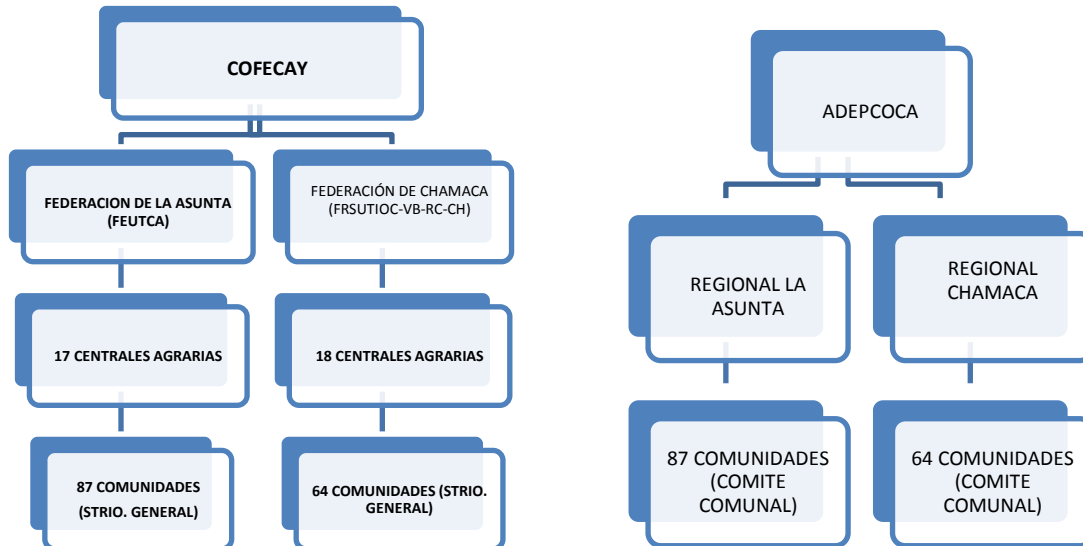 COFECAY
FEDERACION DE LA ASUNTA
(FEUTCA)
FEDERACIÓN DE CHAMACA
(FRSUTIOC-VB-RC-CH)
17 CENTRALES AGRARIAS
18 CENTRALES AGRARIAS
87 COMUNIDADES
(STRIO. GENERAL)
64 COMUNIDADES (STRIO.
GENERAL)
ADEPCOCA
REGIONAL LA
ASUNTA
REGIONAL
CHAMACA
87 COMUNIDADES
(COMITE
COMUNAL)
64 COMUNIDADES
(COMITE
COMUNAL)